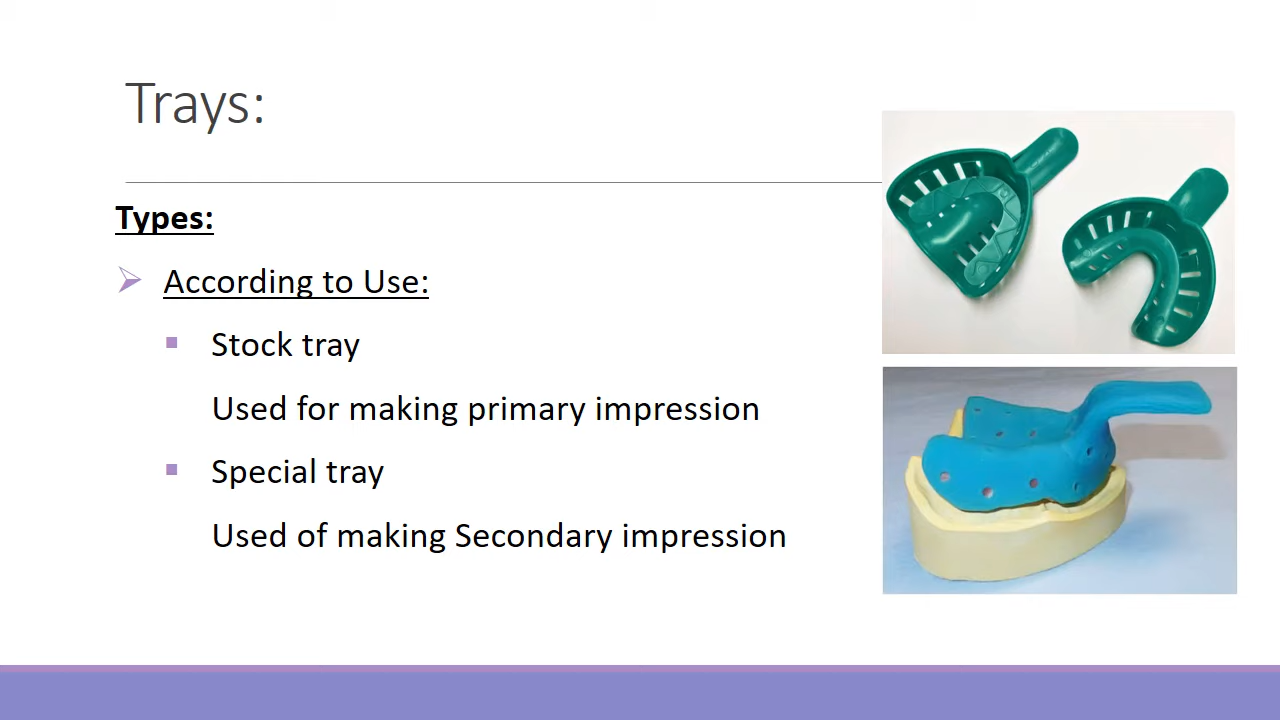 Trays:
Types:
According to Use:
Stock tray
Used for making primary impression
Special tray
Used of making Secondary impression